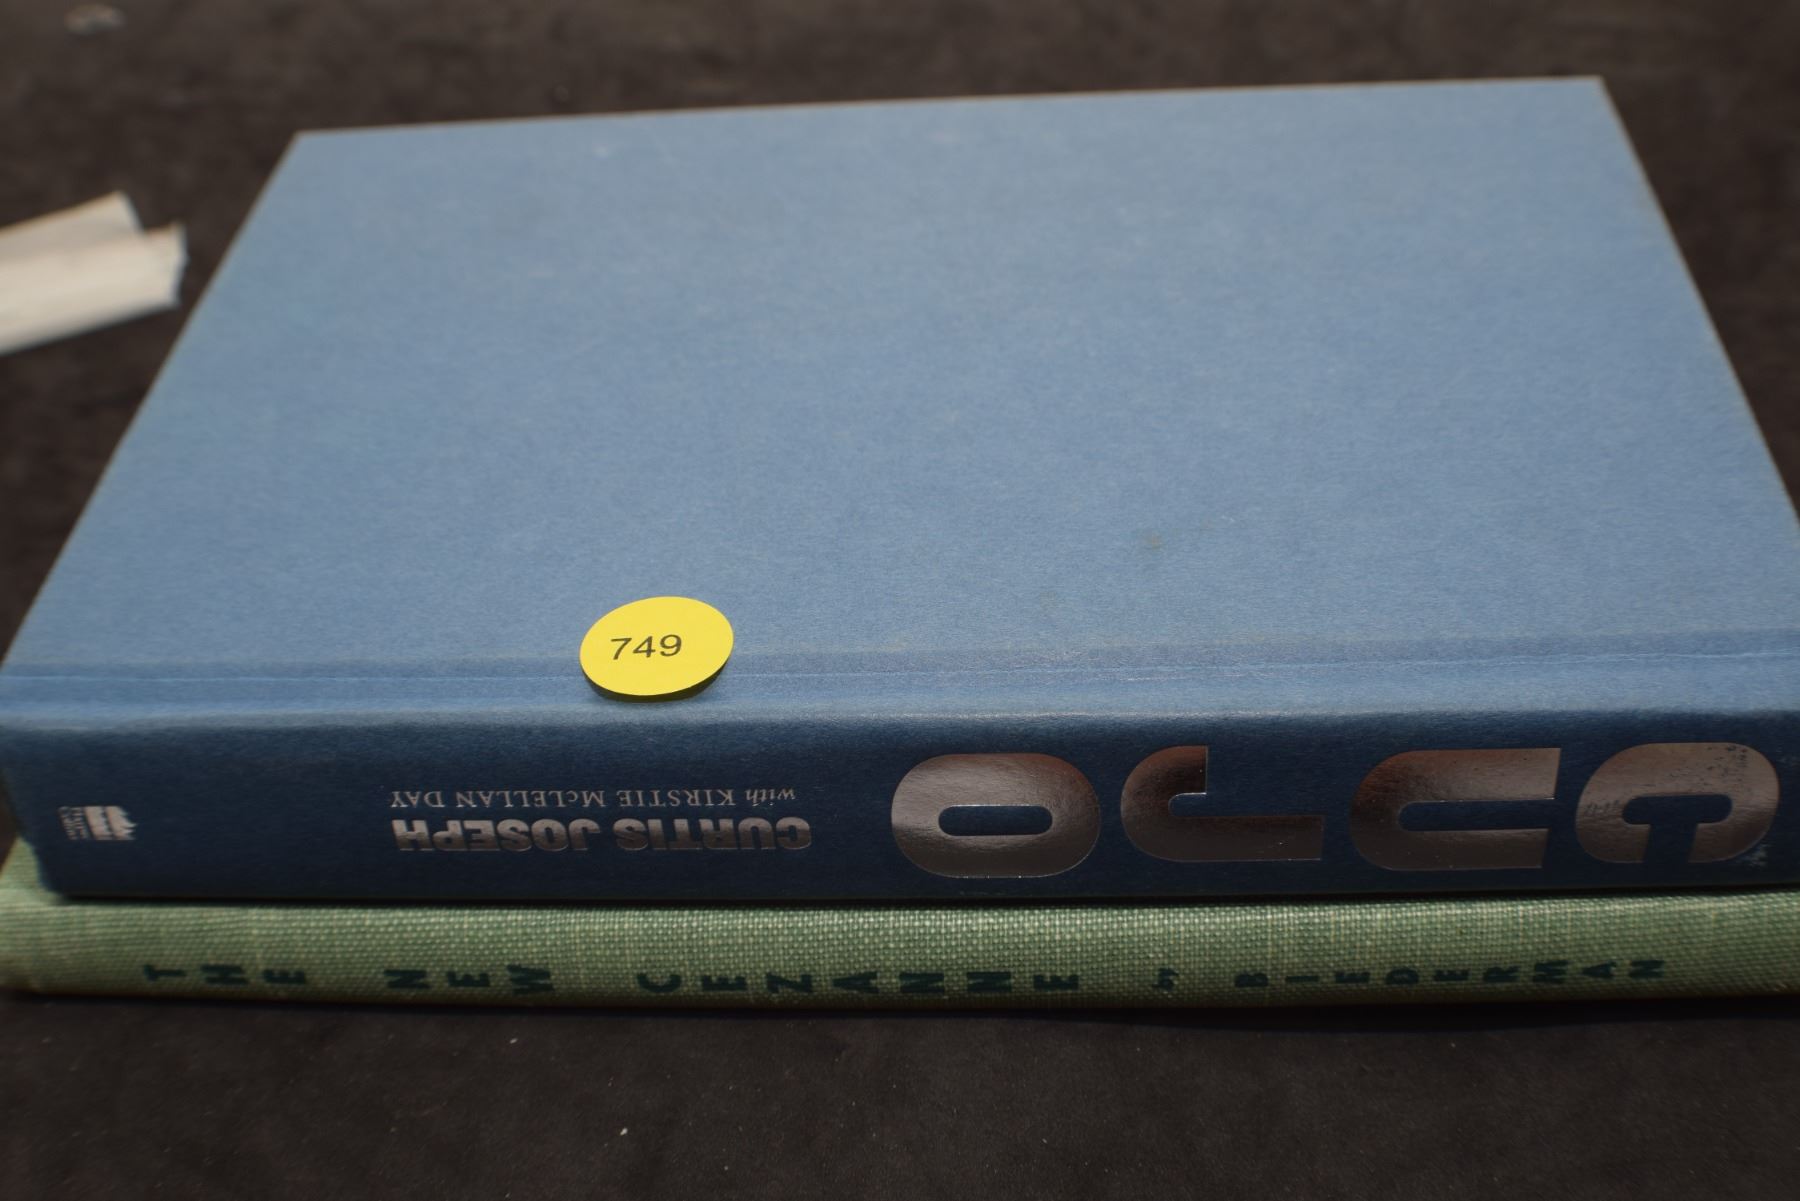 749
CUJO
CURTIS JOSEPH
with KIRSTIE McLELLAN DAY
THE NEW CEZANNE by BIEDERMAN